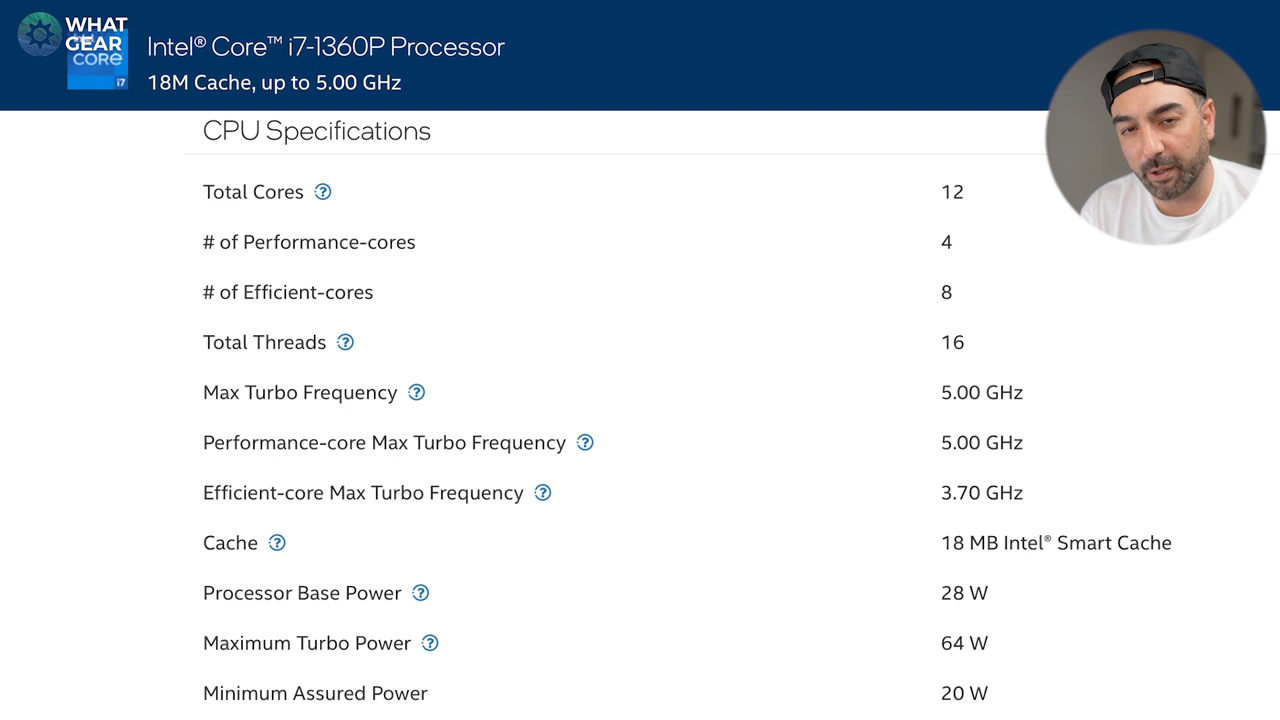 WHAT
GEAR
CORE
i7
Intel® Core™ i7-1360P Processor
18M Cache, up to 5.00 GHz
CPU Specifications
Total Cores ? 12
# of Performance-cores 4
# of Efficient-cores 8
Total Threads ? 16
Max Turbo Frequency ? 5.00 GHz
Performance-core Max Turbo Frequency ? 5.00 GHz
Efficient-core Max Turbo Frequency ? 3.70 GHz
Cache ? 18 MB Intel® Smart Cache
Processor Base Power ? 28 W
Maximum Turbo Power ? 64 W
Minimum Assured Power 20 W